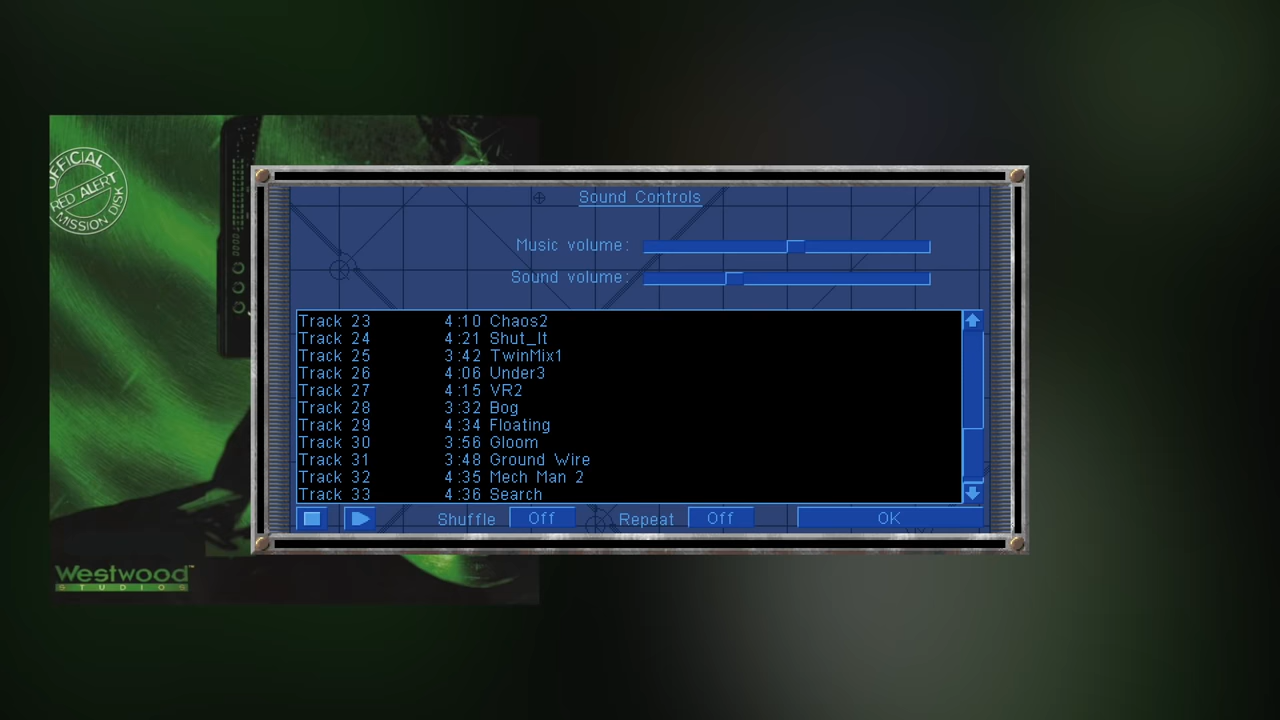 OFFICIAL
RED ALERT
MISSION DISK
Sound Controls
Music volume:
Sound volume:
Track 23 4:10 Chaos2
Track 24 4:21 Shut_It
Track 25 3:42 TwinMix1
Track 26 4:06 Under3
Track 27 4:15 VR2
Track 28 3:32 Bog
Track 29 4:34 Floating
Track 30 3:56 Gloom
Track 31 3:48 Ground Wire
Track 32 4:35 Mech Man 2
Track 33 4:36 Search
Shuffle Off Repeat Off OK
Westwood™
STUDIOS